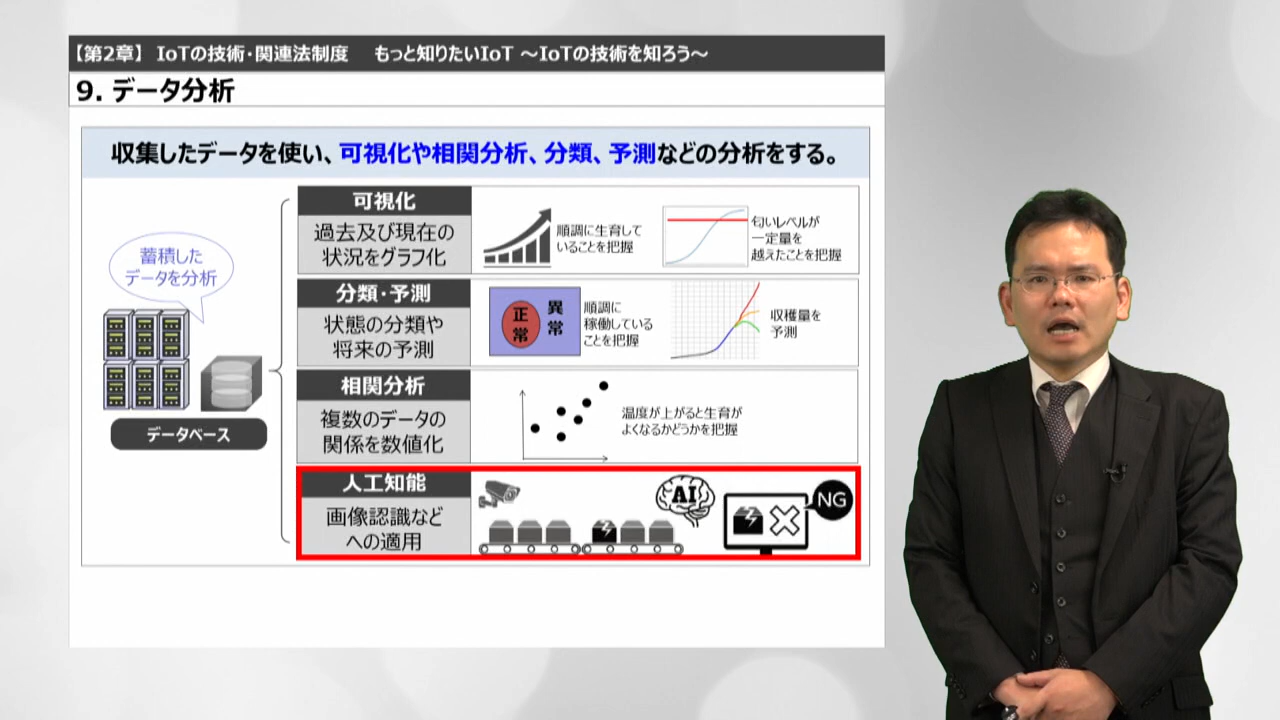 【第2章】 IoTの技術・関連法制度 もっと知りたいIoT ～IoTの技術を知ろう～
9. データ分析
収集したデータを使い、可視化や相関分析、分類、予測などの分析をする。
蓄積した
データを分析
データベース
可視化
過去及び現在の
状況をグラフ化
順調に生育して
いることを把握
匂いレベルが
一定量を
越えたことを把握
分類・予測
状態の分類や
将来の予測
正常
異常
順調に
稼働している
ことを把握
収穫量を
予測
相関分析
複数のデータの
関係を数値化
温度が上がると生育が
よくなるかどうかを把握
人工知能
画像認識など
への適用
AI
NG